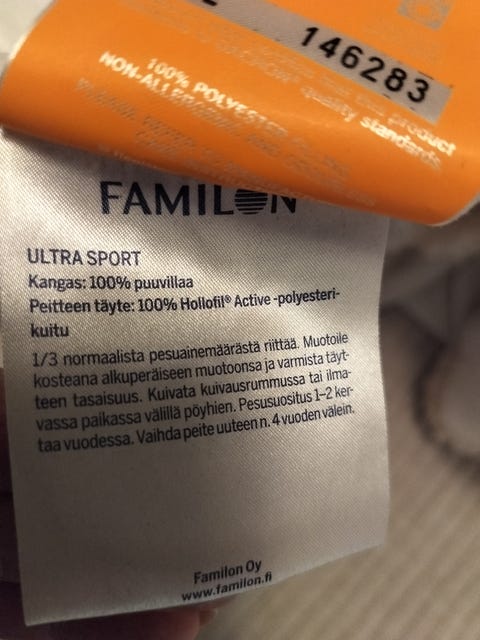 146283
product
100% POLYESTER
quality standards.
FAMILON
ULTRA SPORT
Kangas: 100% puuvillaa
Peitteen täyte: 100% Hollofil® Active -polyesteri-
kuitu
1/3 normaalista pesuainemäärästä riittää. Muotoile
kosteana alkuperäiseen muotoonsa ja varmista täyt-
teen tasaisuus. Kuivata kuivausrummussa tai ilma-
vassa paikassa välillä pöyhien. Pesusuositus 1–2 ker-
taa vuodessa. Vaihda peite uuteen n. 4 vuoden välein.
Familon Oy
www.familon.fi